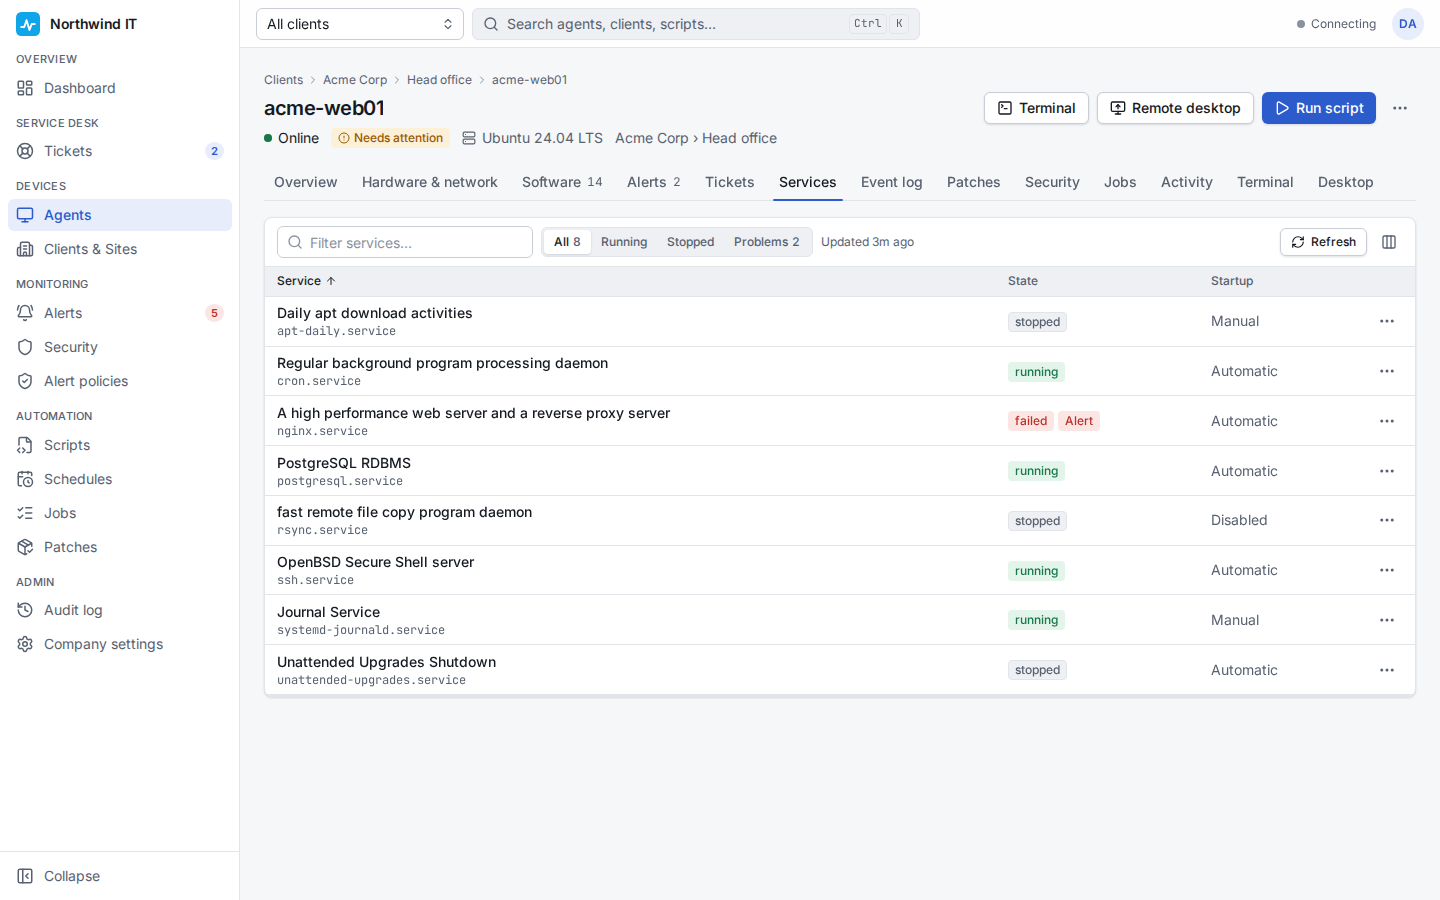 Northwind IT
All clients
Search agents, clients, scripts...
Ctrl K
Connecting
DA
OVERVIEW
Dashboard
SERVICE DESK
Tickets 2
DEVICES
Agents
Clients & Sites
MONITORING
Alerts 5
Security
Alert policies
AUTOMATION
Scripts
Schedules
Jobs
Patches
ADMIN
Audit log
Company settings
Collapse
Clients > Acme Corp > Head office > acme-web01
acme-web01
Terminal
Remote desktop
Run script
Online Needs attention Ubuntu 24.04 LTS Acme Corp › Head office
Overview Hardware & network Software 14 Alerts 2 Tickets Services Event log Patches Security Jobs Activity Terminal Desktop
Filter services... All 8 Running Stopped Problems 2 Updated 3m ago Refresh
Service State Startup
Daily apt download activities
apt-daily.service
stopped Manual
Regular background program processing daemon
cron.service
running Automatic
A high performance web server and a reverse proxy server
nginx.service
failed Alert Automatic
PostgreSQL RDBMS
postgresql.service
running Automatic
fast remote file copy program daemon
rsync.service
stopped Disabled
OpenBSD Secure Shell server
ssh.service
running Automatic
Journal Service
systemd-journald.service
running Manual
Unattended Upgrades Shutdown
unattended-upgrades.service
stopped Automatic